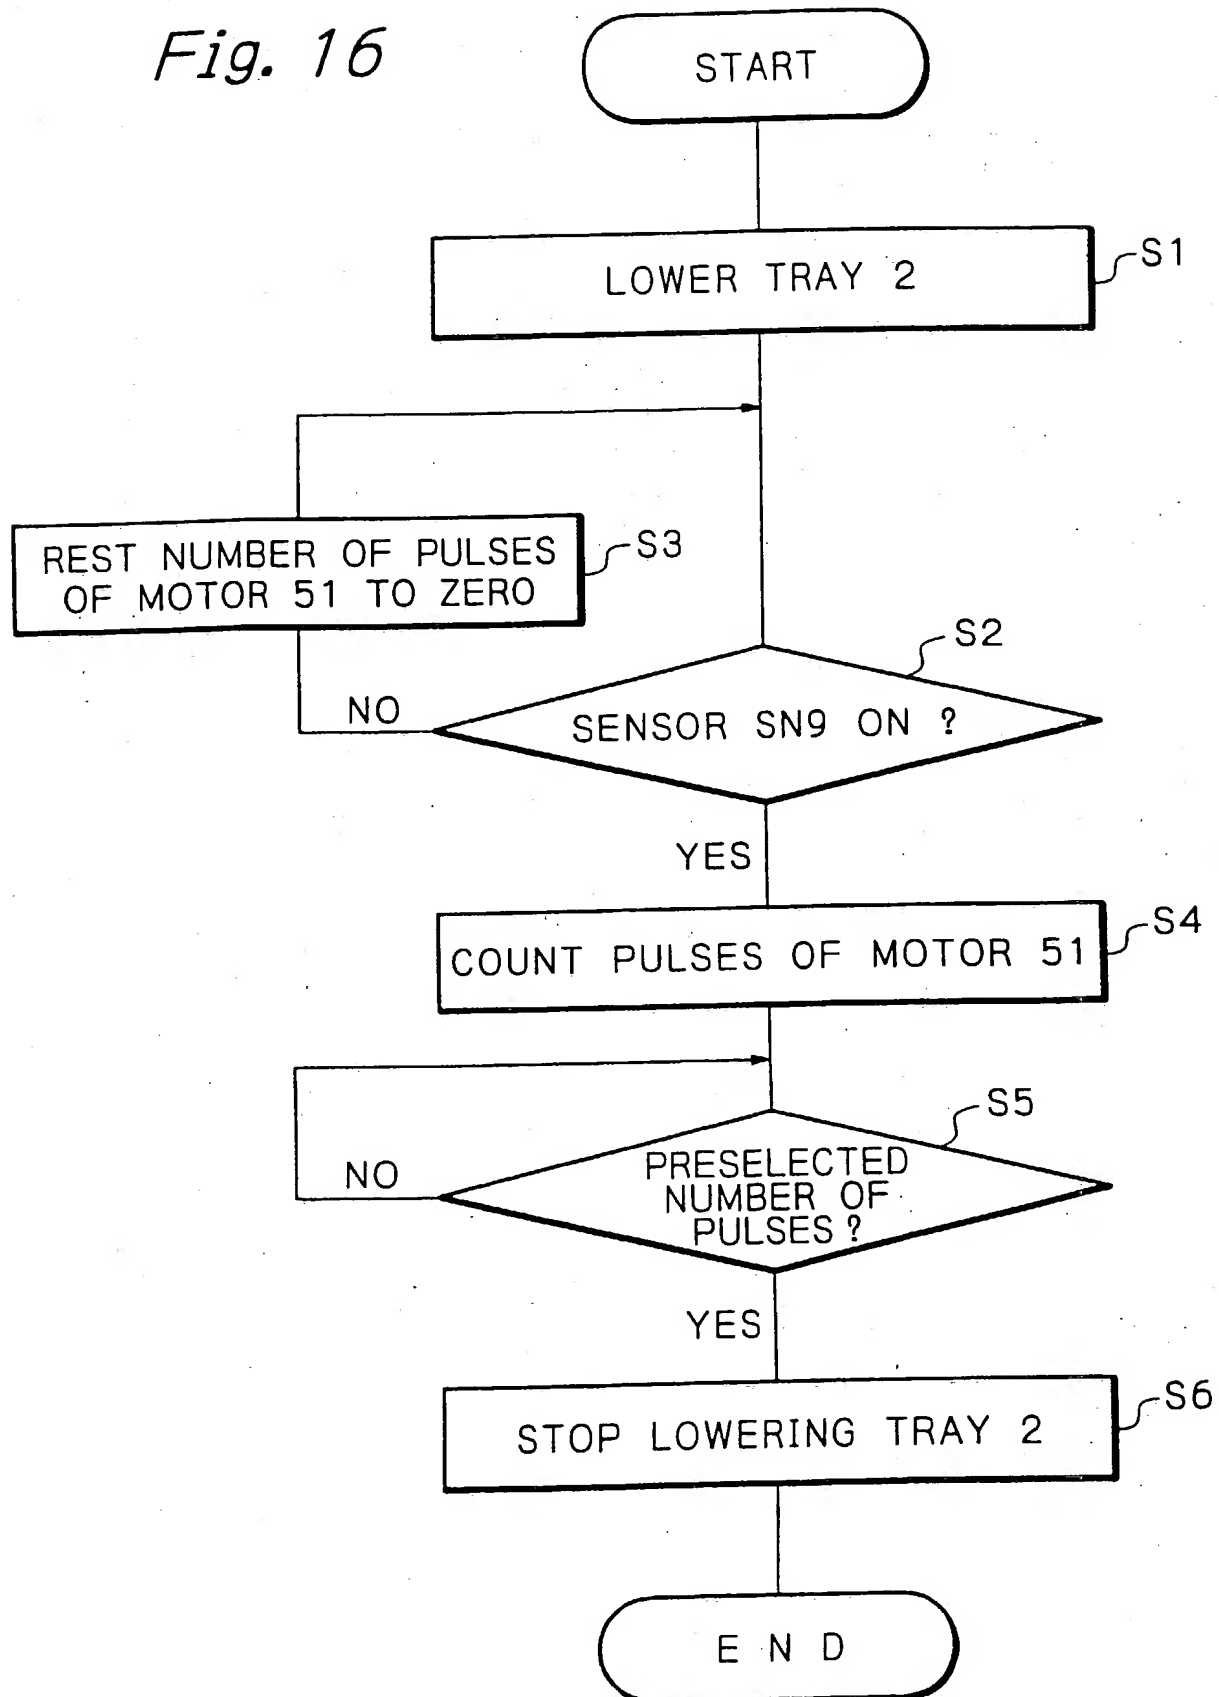 Fig. 16
START
LOWER TRAY 2
S1
REST NUMBER OF PULSES
OF MOTOR 51 TO ZERO
S3
S2
NO
SENSOR SN9 ON ?
YES
COUNT PULSES OF MOTOR 51
S4
S5
NO
PRESELECTED
NUMBER OF
PULSES ?
YES
STOP LOWERING TRAY 2
S6
END